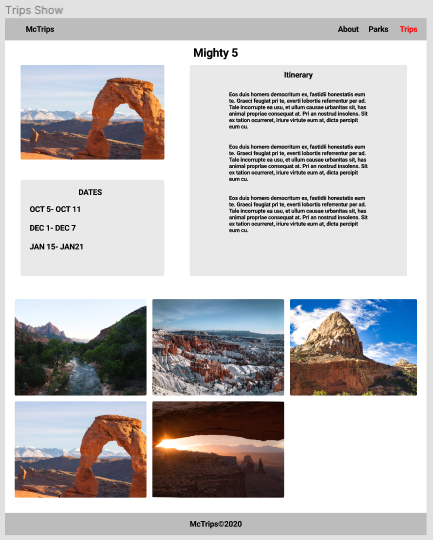 Trips Show
McTrips About Parks Trips
Mighty 5
Itinerary
Eos duis homero democritum ex, fastidii honestatis eum
te. Graeci feugiat pri te, everti lobortis referrentur per ad.
Tale incorrupte ea usu, et ullum causae urbanitas sit, has
animal propriae consequat at. Pri an nostrud insolens. Sit
ex tation ocurreret, iriure virtute eum at, dicta percipit
eum cu.
Eos duis homero democritum ex, fastidii honestatis eum
te. Graeci feugiat pri te, everti lobortis referrentur per ad.
Tale incorrupte ea usu, et ullum causae urbanitas sit, has
animal propriae consequat at. Pri an nostrud insolens. Sit
ex tation ocurreret, iriure virtute eum at, dicta percipit
eum cu.
Eos duis homero democritum ex, fastidii honestatis eum
te. Graeci feugiat pri te, everti lobortis referrentur per ad.
Tale incorrupte ea usu, et ullum causae urbanitas sit, has
animal propriae consequat at. Pri an nostrud insolens. Sit
ex tation ocurreret, iriure virtute eum at, dicta percipit
eum cu.
DATES
OCT 5- OCT 11
DEC 1- DEC 7
JAN 15- JAN21
McTrips©2020